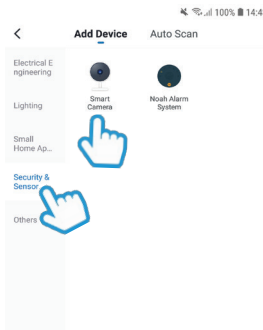 100% 14:4
Add Device Auto Scan
Electrical E
ngineering
Smart
Camera
Noah Alarm
System
Lighting
Small
Home Ap...
Security &
Sensor
Others